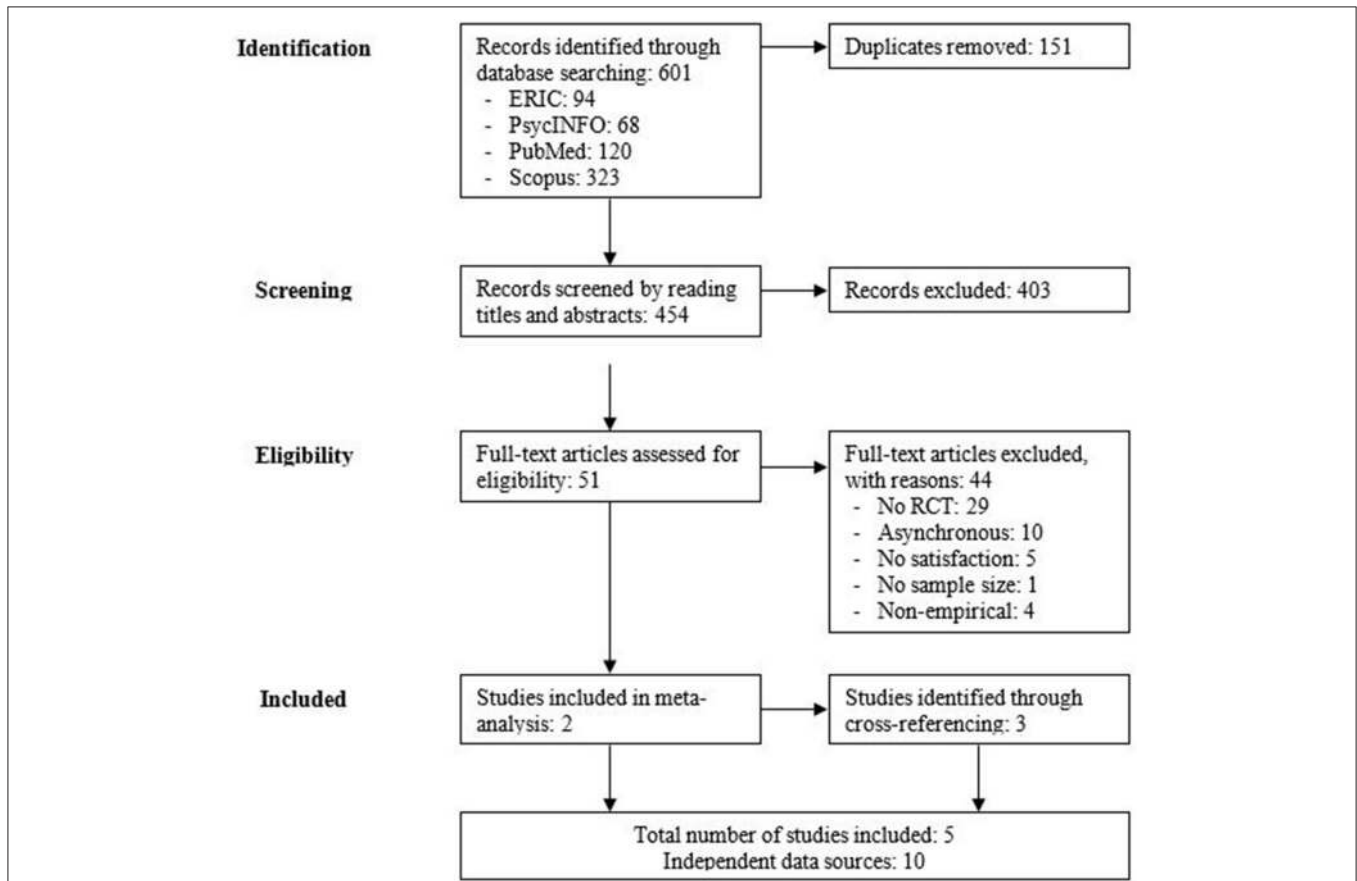 Identification
Records identified through
database searching: 601
- ERIC: 94
- PsycINFO: 68
- PubMed: 120
- Scopus: 323
Duplicates removed: 151
Screening
Records screened by reading
titles and abstracts: 454
Records excluded: 403
Eligibility
Full-text articles assessed for
eligibility: 51
Full-text articles excluded,
with reasons: 44
- No RCT: 29
- Asynchronous: 10
- No satisfaction: 5
- No sample size: 1
- Non-empirical: 4
Included
Studies included in meta-
analysis: 2
Studies identified through
cross-referencing: 3
Total number of studies included: 5
Independent data sources: 10